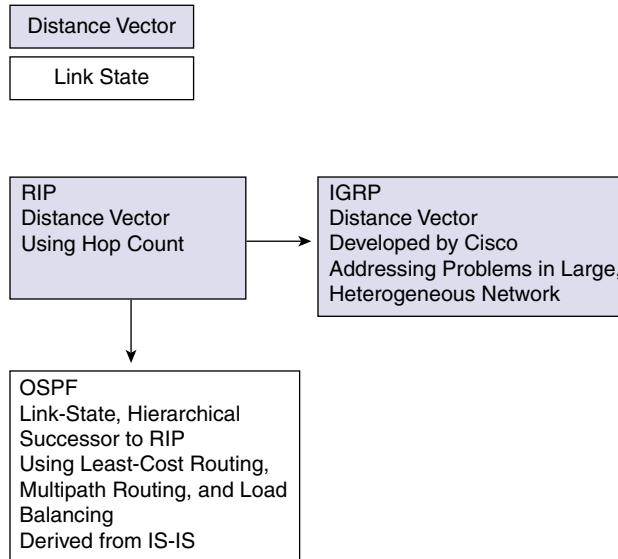 Distance Vector
Link State
RIP
Distance Vector
Using Hop Count
IGRP
Distance Vector
Developed by Cisco
Addressing Problems in Large,
Heterogeneous Network
OSPF
Link-State, Hierarchical
Successor to RIP
Using Least-Cost Routing,
Multipath Routing, and Load
Balancing
Derived from IS-IS